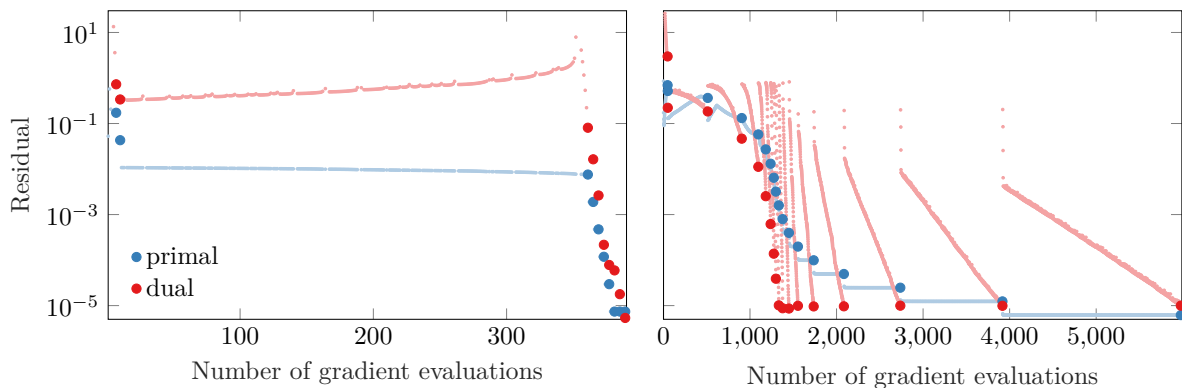 Residual
10^1
10^-1
10^-3
10^-5
primal
dual
100 200 300
Number of gradient evaluations
0 1,000 2,000 3,000 4,000 5,000
Number of gradient evaluations